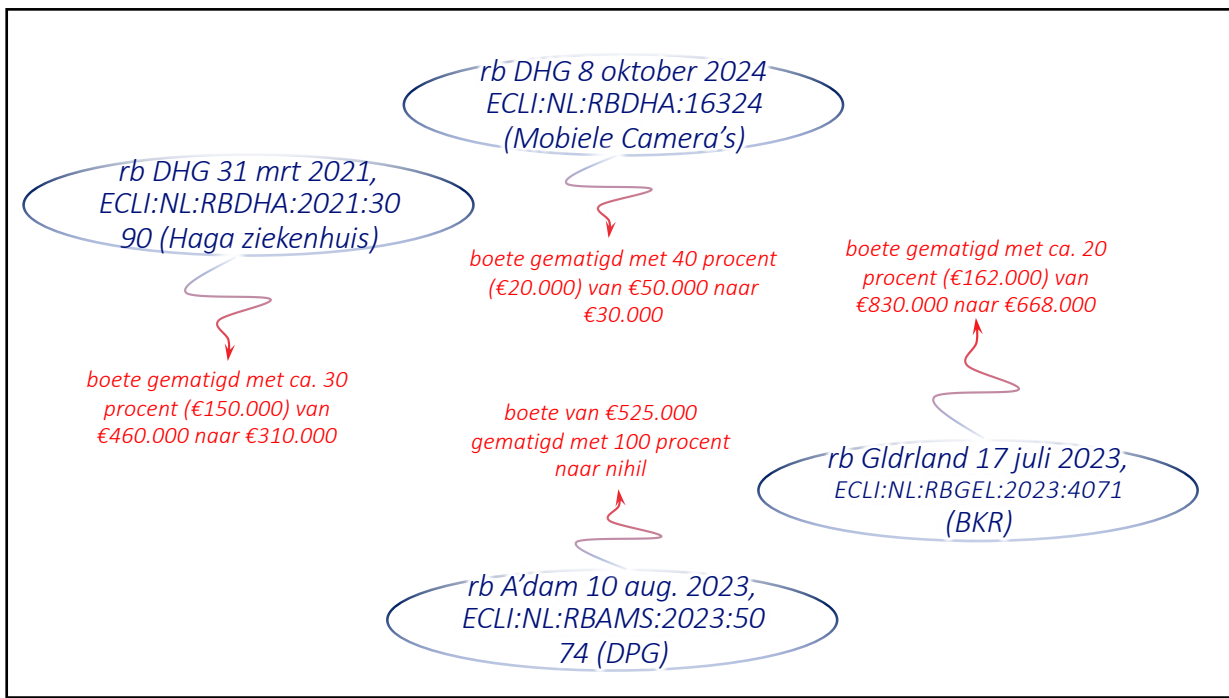 rb DHG 8 oktober 2024
ECLI:NL:RBDHA:16324
(Mobiele Camera’s)
boete gematigd met 40 procent
(€20.000) van €50.000 naar
€30.000
rb DHG 31 mrt 2021,
ECLI:NL:RBDHA:2021:30
90 (Haga ziekenhuis)
boete gematigd met ca. 30
procent (€150.000) van
€460.000 naar €310.000
boete gematigd met ca. 20
procent (€162.000) van
€830.000 naar €668.000
rb Gldrland 17 juli 2023,
ECLI:NL:RBGEL:2023:4071
(BKR)
boete van €525.000
gematigd met 100 procent
naar nihil
rb A’dam 10 aug. 2023,
ECLI:NL:RBAMS:2023:50
74 (DPG)